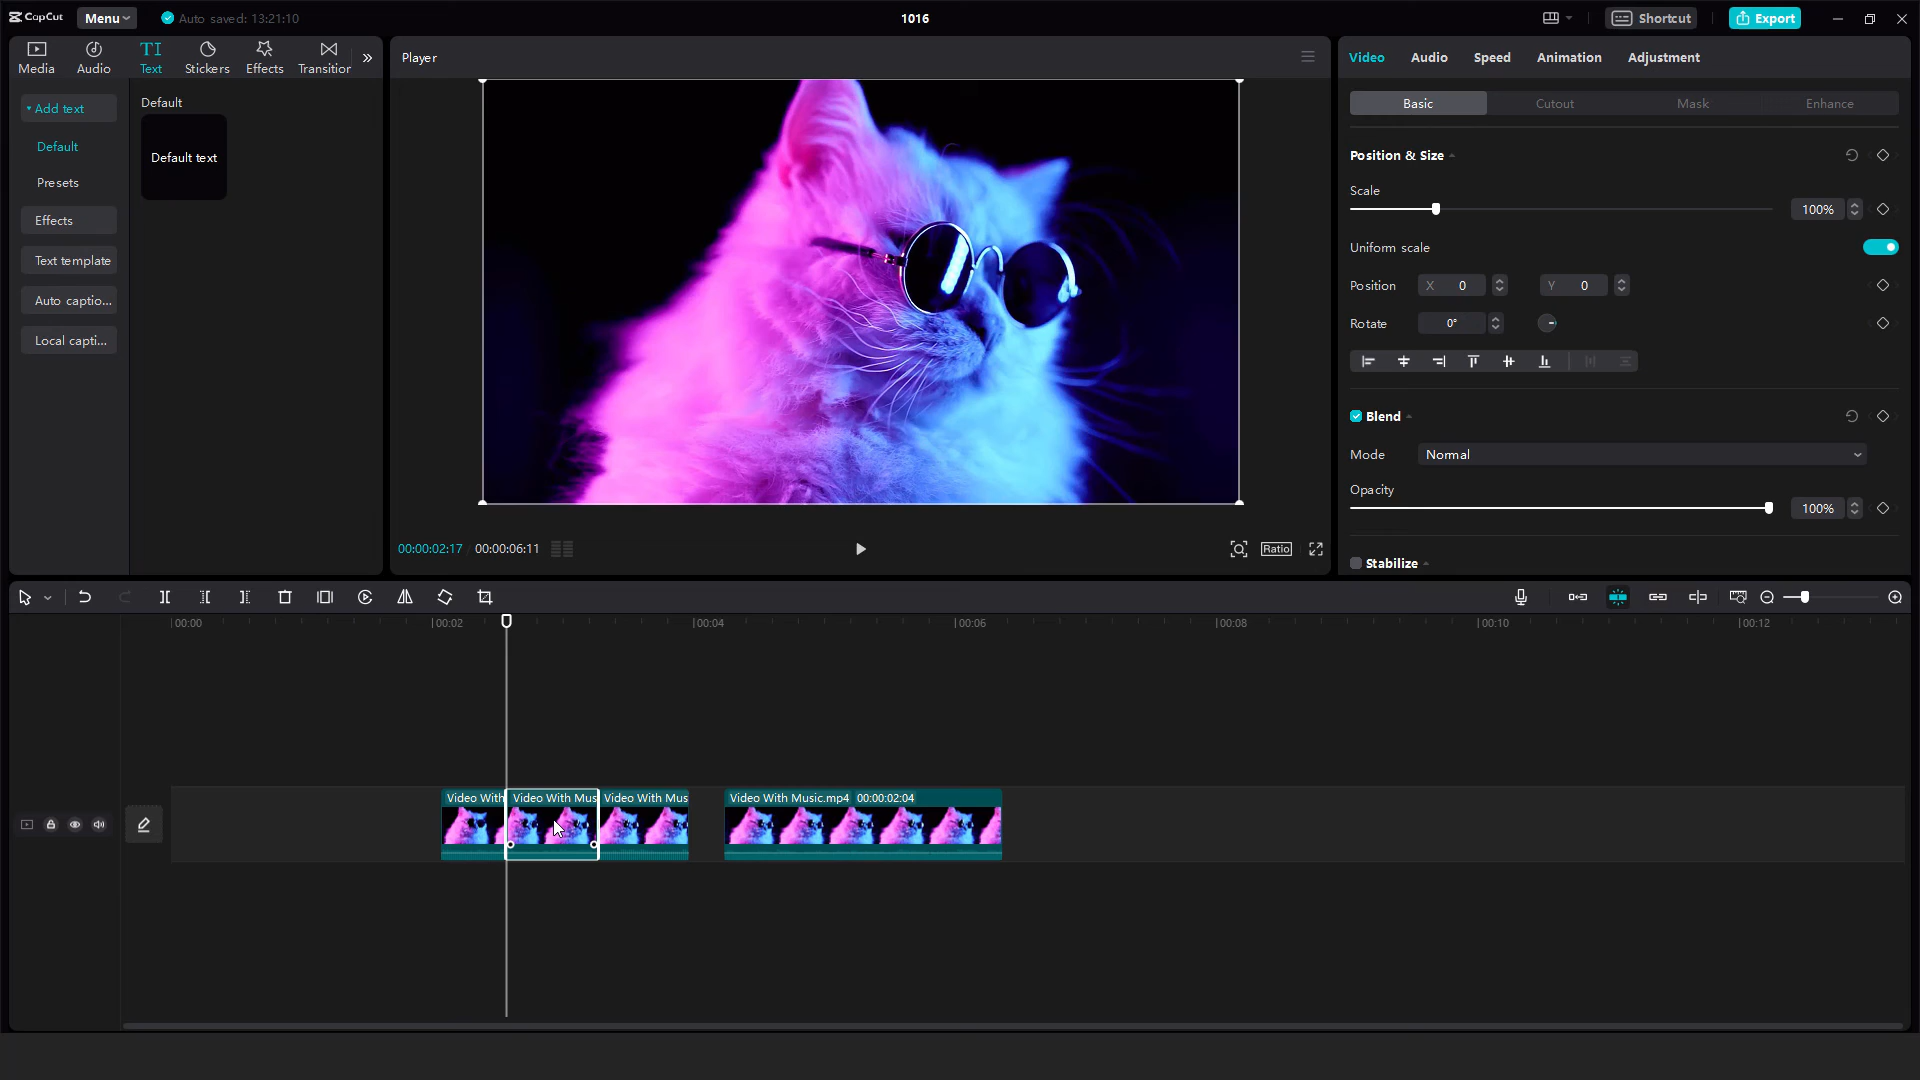 CapCut
Menu
Auto saved: 13:21:10
1016
Shortcut
Export
Media
Audio
Text
Stickers
Effects
Transitior
Player
Video
Audio
Speed
Animation
Adjustment
Add text
Default
Presets
Effects
Text template
Auto captio...
Local capti...
Default
Default text
Basic
Cutout
Mask
Enhance
Position & Size
Scale
100%
Uniform scale
Position
X 0
Y 0
Rotate
0°
Blend
Mode
Normal
Opacity
100%
Stabilize
00:00:02:17
00:00:06:11
Ratio
00:00
00:02
00:04
00:06
00:08
00:10
00:12
Video With
Video With Mus
Video With Mus
Video With Music.mp4 00:00:02:04